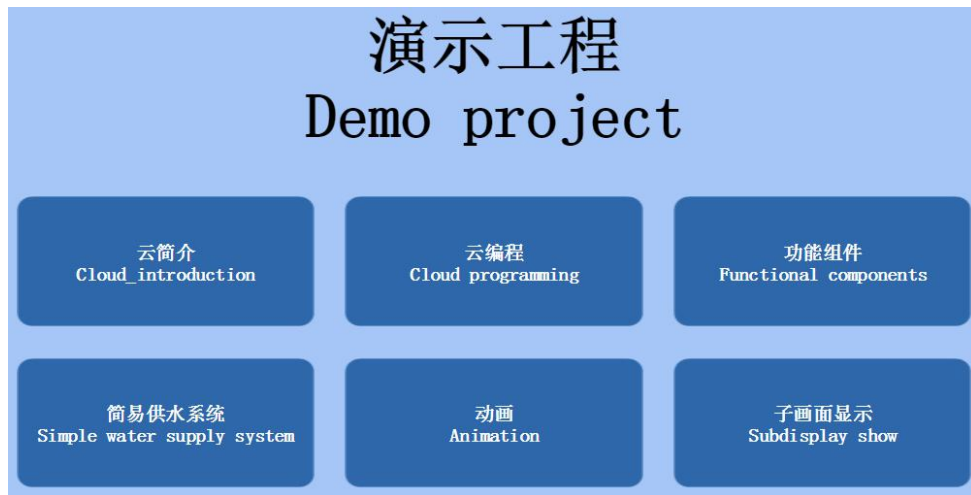 演示工程
Demo project
云简介
Cloud_introduction
云编程
Cloud programming
功能组件
Functional components
简易供水系统
Simple water supply system
动画
Animation
子画面显示
Subdisplay show